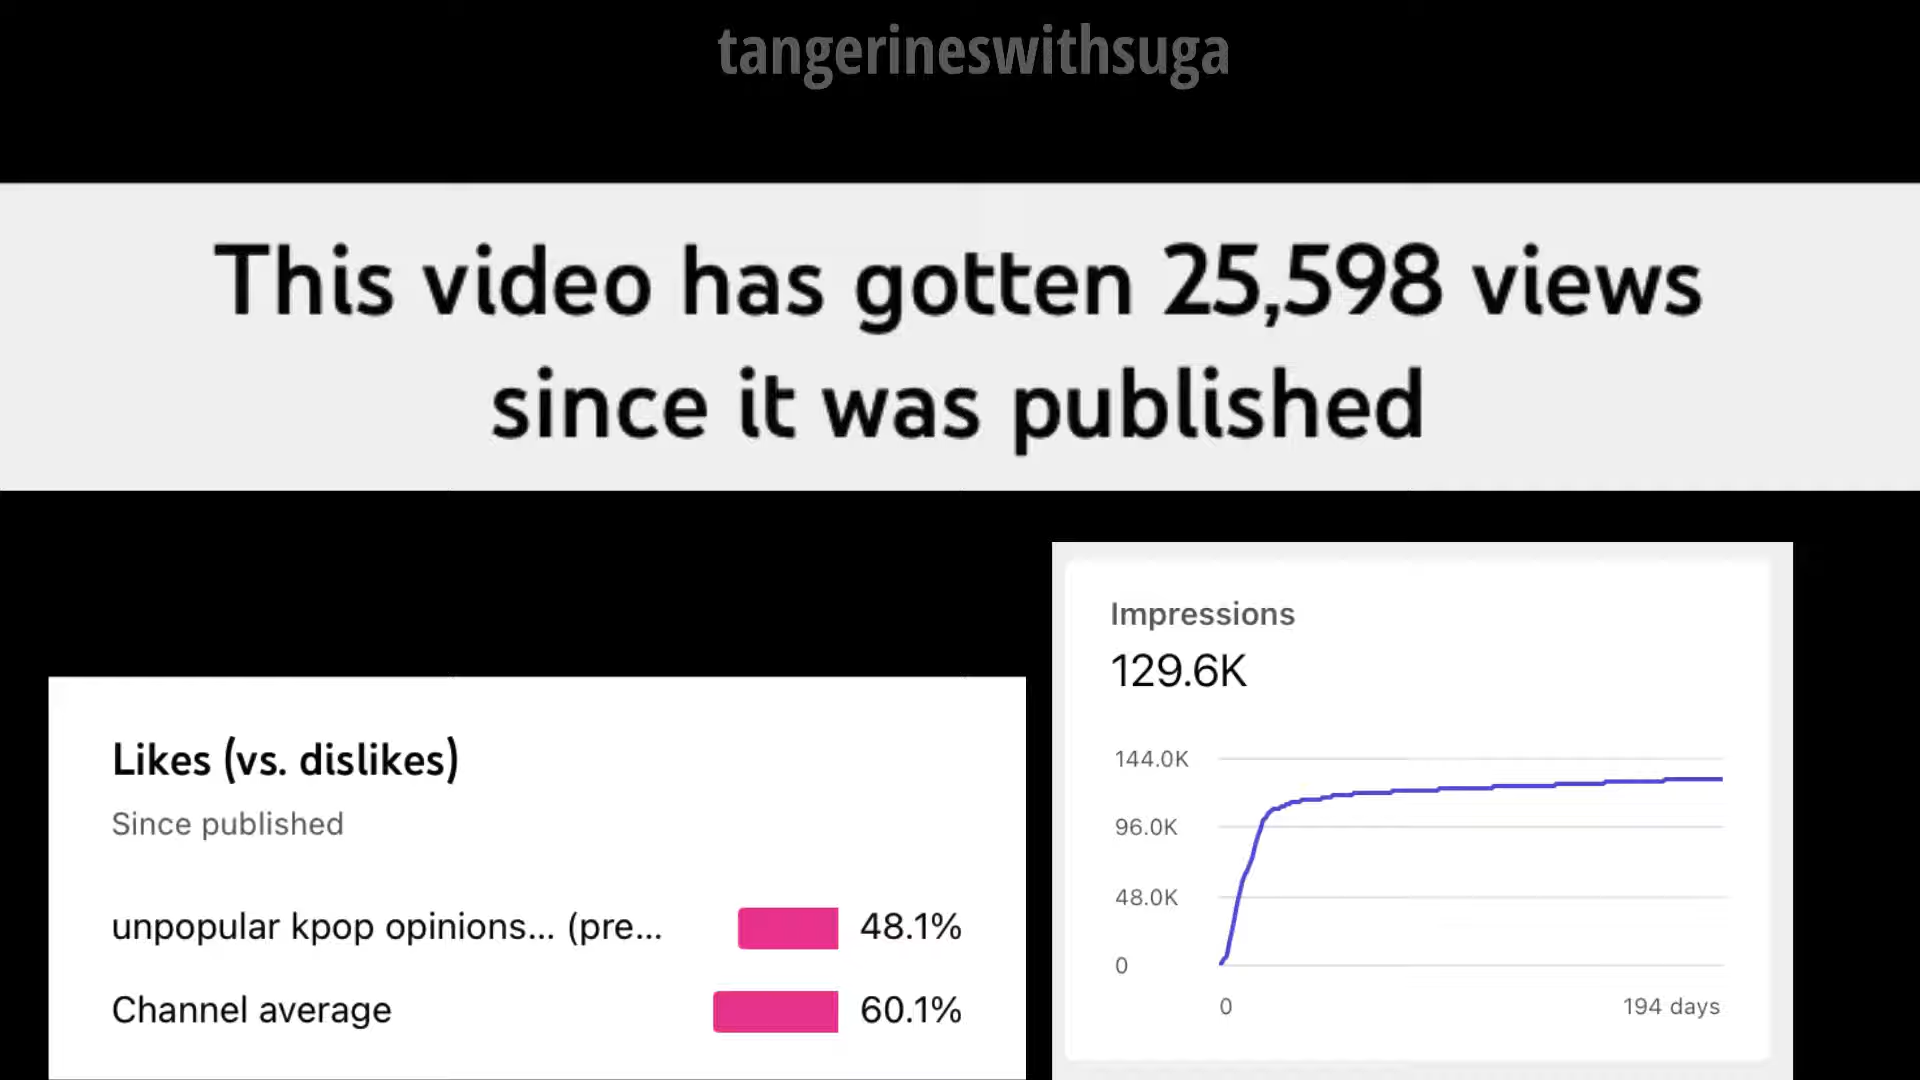 tangerineswithsuga
This video has gotten 25,598 views
since it was published
Likes (vs. dislikes)
Since published
unpopular kpop opinions... (pre... 48.1%
Channel average 60.1%
Impressions
129.6K
144.0K
96.0K
48.0K
0
0 194 days